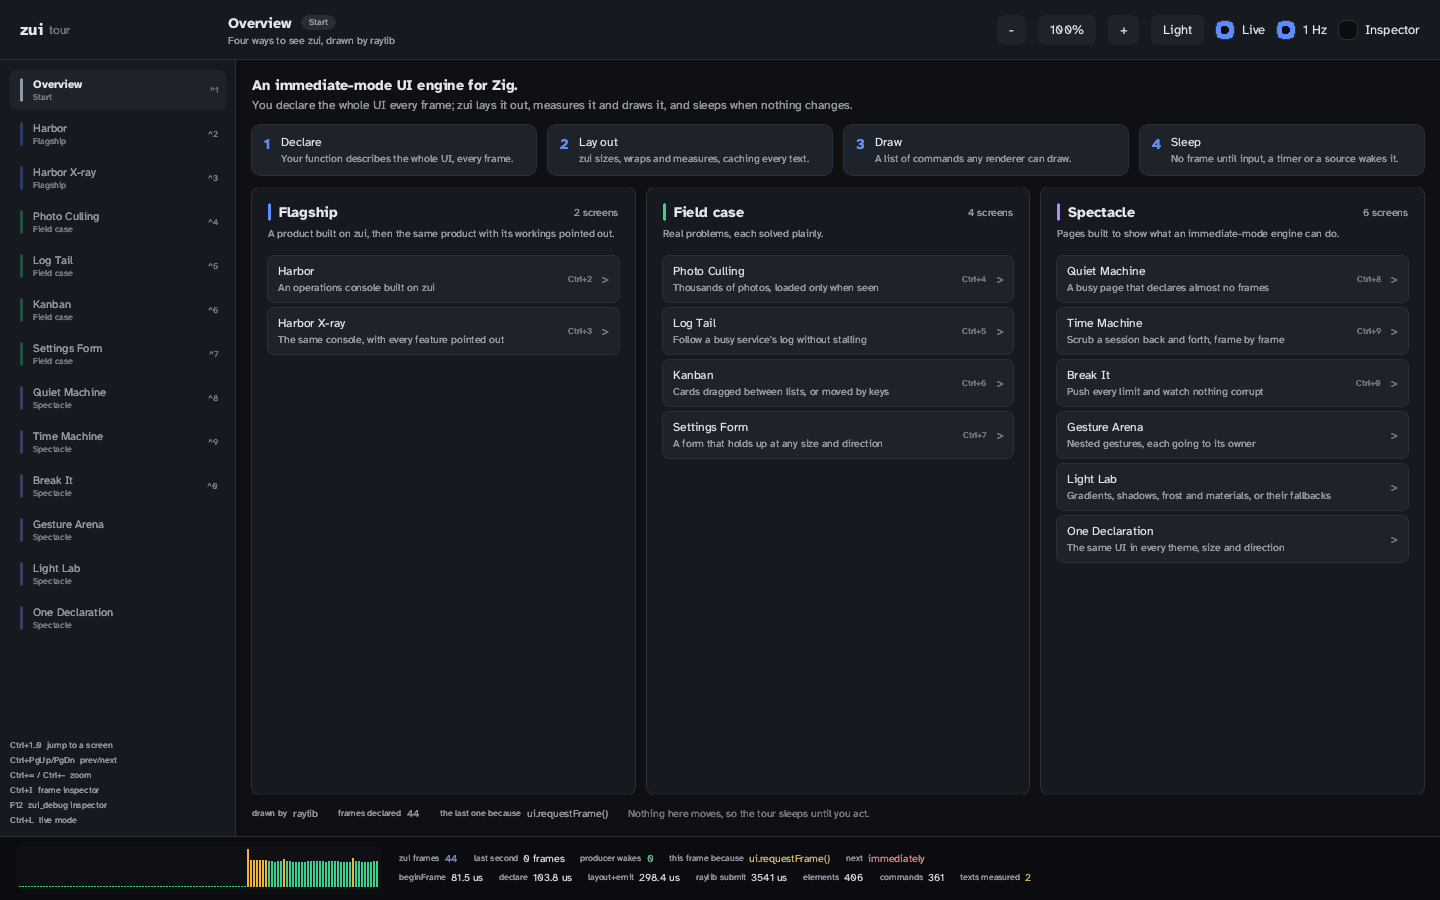 zui tour
Overview Start
Four ways to see zui, drawn by raylib
- 100% + Light Live 1 Hz Inspector
Overview ^1
Start
Harbor ^2
Flagship
Harbor X-ray ^3
Flagship
Photo Culling ^4
Field case
Log Tail ^5
Field case
Kanban ^6
Field case
Settings Form ^7
Field case
Quiet Machine ^8
Spectacle
Time Machine ^9
Spectacle
Break It ^0
Spectacle
Gesture Arena
Spectacle
Light Lab
Spectacle
One Declaration
Spectacle
Ctrl+1..0 jump to a screen
Ctrl+PgUp/PgDn prev/next
Ctrl+= / Ctrl+- zoom
Ctrl+I frame inspector
F12 zui_debug inspector
Ctrl+L live mode
An immediate-mode UI engine for Zig.
You declare the whole UI every frame; zui lays it out, measures it and draws it, and sleeps when nothing changes.
1 Declare
Your function describes the whole UI, every frame.
2 Lay out
zui sizes, wraps and measures, caching every text.
3 Draw
A list of commands any renderer can draw.
4 Sleep
No frame until input, a timer or a source wakes it.
Flagship 2 screens
A product built on zui, then the same product with its workings pointed out.
Harbor Ctrl+2 >
An operations console built on zui
Harbor X-ray Ctrl+3 >
The same console, with every feature pointed out
Field case 4 screens
Real problems, each solved plainly.
Photo Culling Ctrl+4 >
Thousands of photos, loaded only when seen
Log Tail Ctrl+5 >
Follow a busy service's log without stalling
Kanban Ctrl+6 >
Cards dragged between lists, or moved by keys
Settings Form Ctrl+7 >
A form that holds up at any size and direction
Spectacle 6 screens
Pages built to show what an immediate-mode engine can do.
Quiet Machine Ctrl+8 >
A busy page that declares almost no frames
Time Machine Ctrl+9 >
Scrub a session back and forth, frame by frame
Break It Ctrl+0 >
Push every limit and watch nothing corrupt
Gesture Arena >
Nested gestures, each going to its owner
Light Lab >
Gradients, shadows, frost and materials, or their fallbacks
One Declaration >
The same UI in every theme, size and direction
drawn by raylib frames declared 44 the last one because ui.requestFrame() Nothing here moves, so the tour sleeps until you act.
zui frames 44 last second 0 frames producer wakes 0 this frame because ui.requestFrame() next immediately
beginFrame 81.5 us declare 103.8 us layout+emit 298.4 us raylib submit 3541 us elements 406 commands 361 texts measured 2